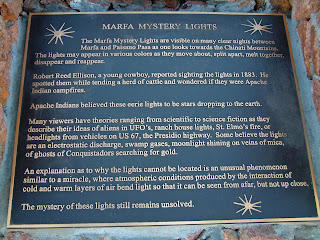 MARFA MYSTERY LIGHTS
The Marfa Mystery Lights are visible on many clear nights between
Marfa and Paisano Pass as one looks towards the Chinati Mountains.
The lights may appear in various colors as they move about, split apart, melt together,
disappear and reappear.
Robert Reed Ellison, a young cowboy, reported sighting the lights in 1883. He
spotted them while tending a herd of cattle and wondered if they were Apache
Indian campfires.
Apache Indians believed these eerie lights to be stars dropping to the earth.
Many viewers have theories ranging from scientific to science fiction as they
describe their ideas of aliens in UFO's, ranch house lights, St. Elmo's fire, or
headlights from vehicles on US 67, the Presidio highway. Some believe the lights
are an electrostatic discharge, swamp gases, moonlight shining on veins of mica,
or ghosts of Conquistadors searching for gold.
An explanation as to why the lights cannot be located is an unusual phenomenon
similar to a miracle, where atmospheric conditions produced by the interaction of
cold and warm layers of air bend light so that it can be seen from afar, but not up close.
The mystery of these lights still remains unsolved.